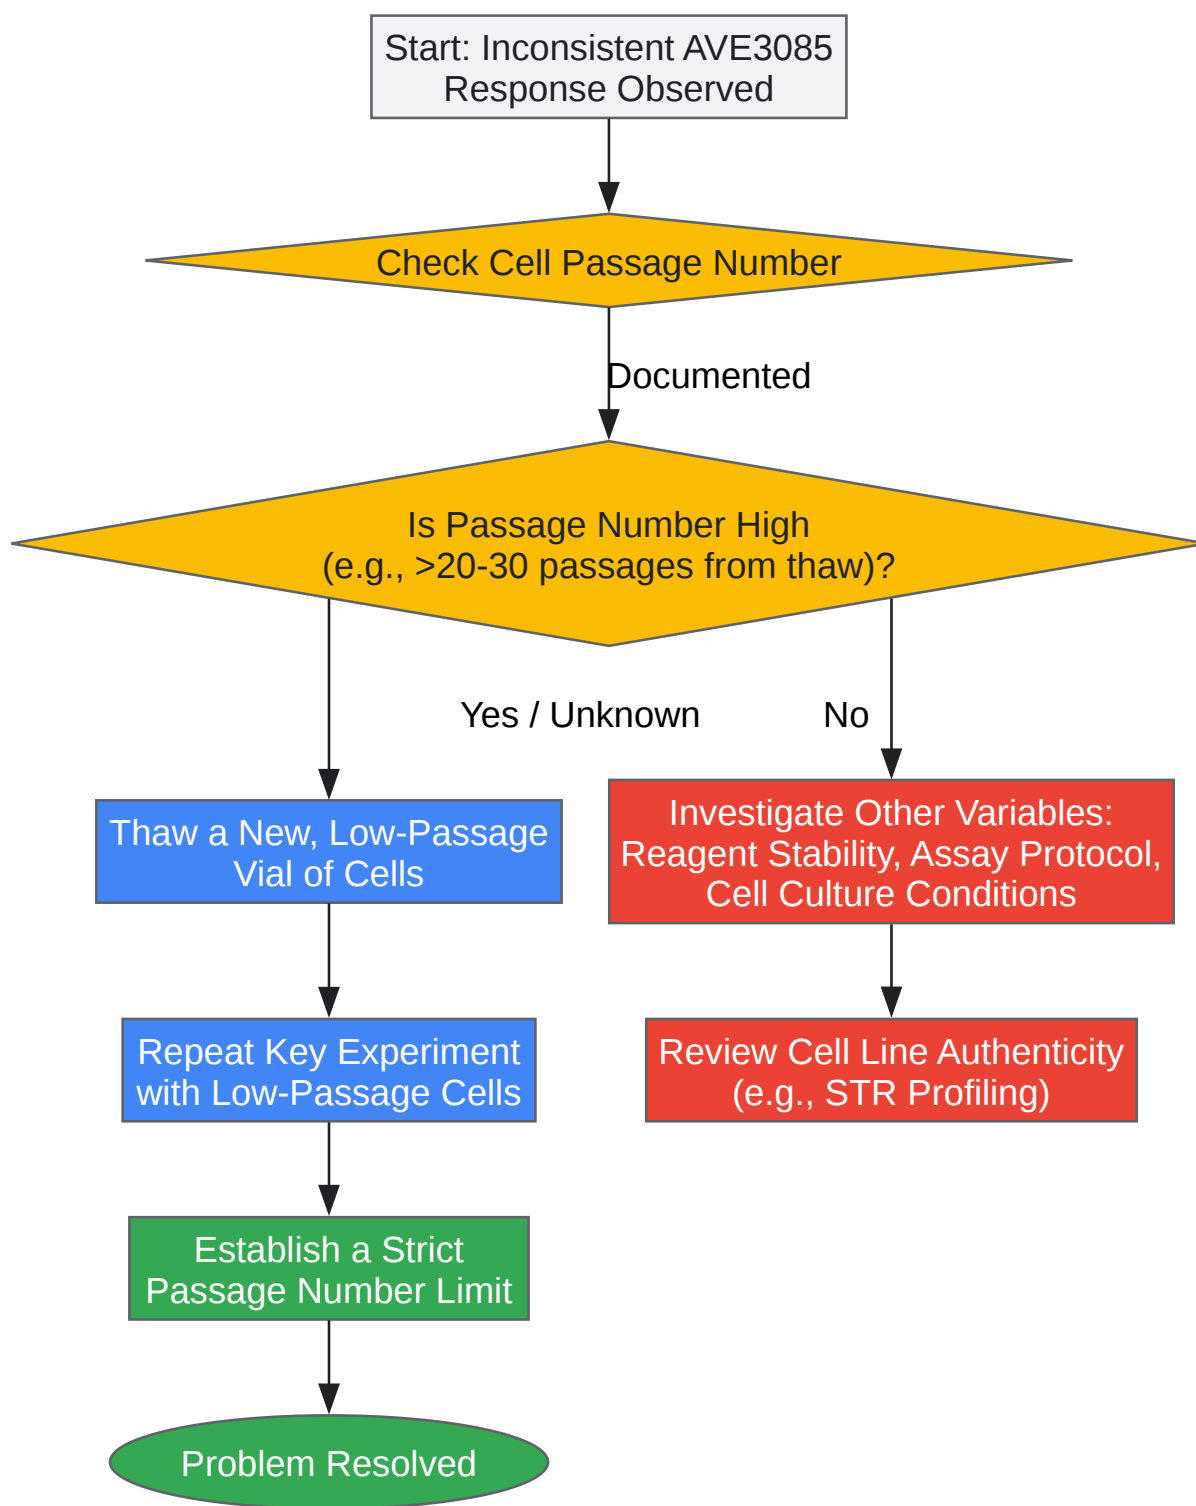 Start: Inconsistent AVE3085
Response Observed
Check Cell Passage Number
Documented
Is Passage Number High
(e.g., >20-30 passages from thaw)?
Yes / Unknown
No
Thaw a New, Low-Passage
Vial of Cells
Investigate Other Variables:
Reagent Stability, Assay Protocol,
Cell Culture Conditions
Repeat Key Experiment
with Low-Passage Cells
Review Cell Line Authenticity
(e.g., STR Profiling)
Establish a Strict
Passage Number Limit
Problem Resolved